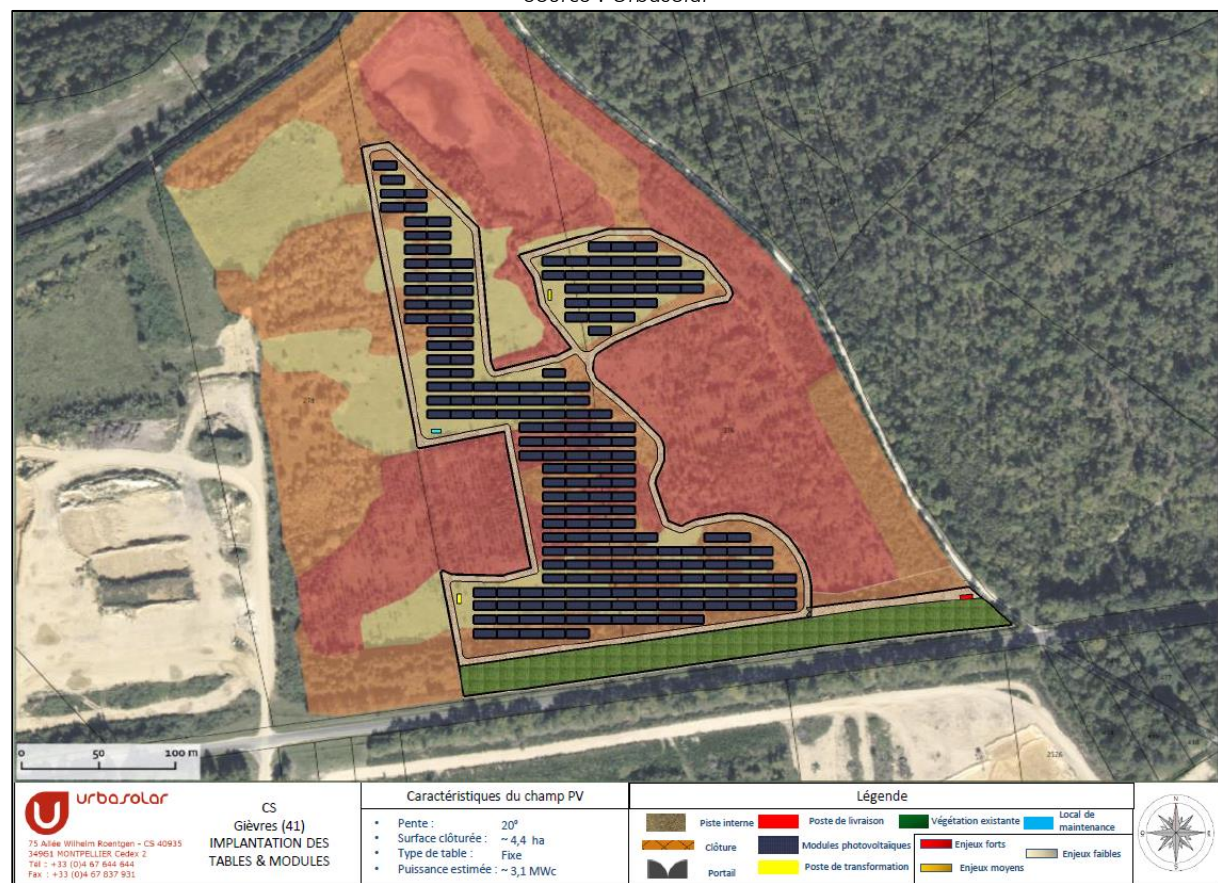 0 50 100 m
urbasolar
75 Allée Wilhelm Roentgen - CS 40935
34961 MONTPELLIER Cedex 2
Tél : +33 (0)4 67 644 644
Fax : +33 (0)4 67 837 931
CS
Gièvres (41)
IMPLANTATION DES
TABLES & MODULES
Caractéristiques du champ PV
• Pente : 20°
• Surface clôturée : ~ 4,4 ha
• Type de table : Fixe
• Puissance estimée : ~ 3,1 MWc
Légende
Piste interne
Poste de livraison
Végétation existante
Local de
maintenance
Clôture
Modules photovoltaïques
Enjeux forts
Enjeux faibles
Portail
Poste de transformation
Enjeux moyens
N